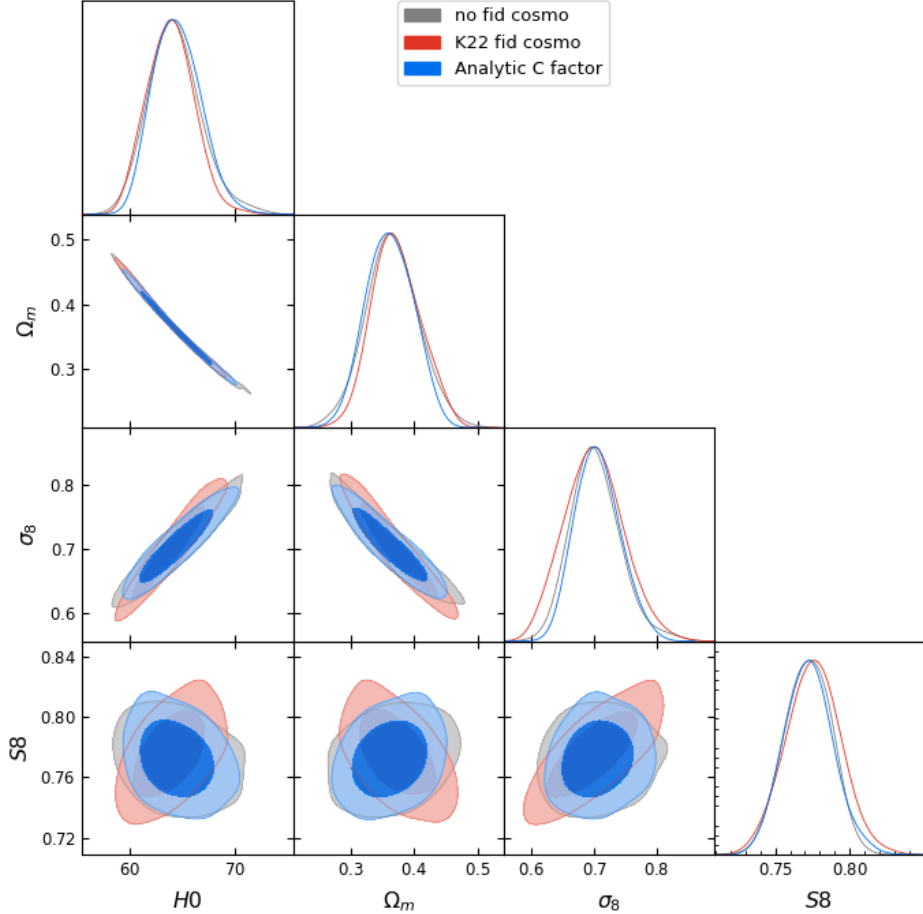 no fid cosmo
K22 fid cosmo
Analytic C factor
0.5
0.4
0.3
Ωm
0.8
0.7
0.6
σ8
0.84
0.80
0.76
0.72
S8
60 70
0.3 0.4 0.5
0.6 0.7 0.8
0.75 0.80
H0
Ωm
σ8
S8